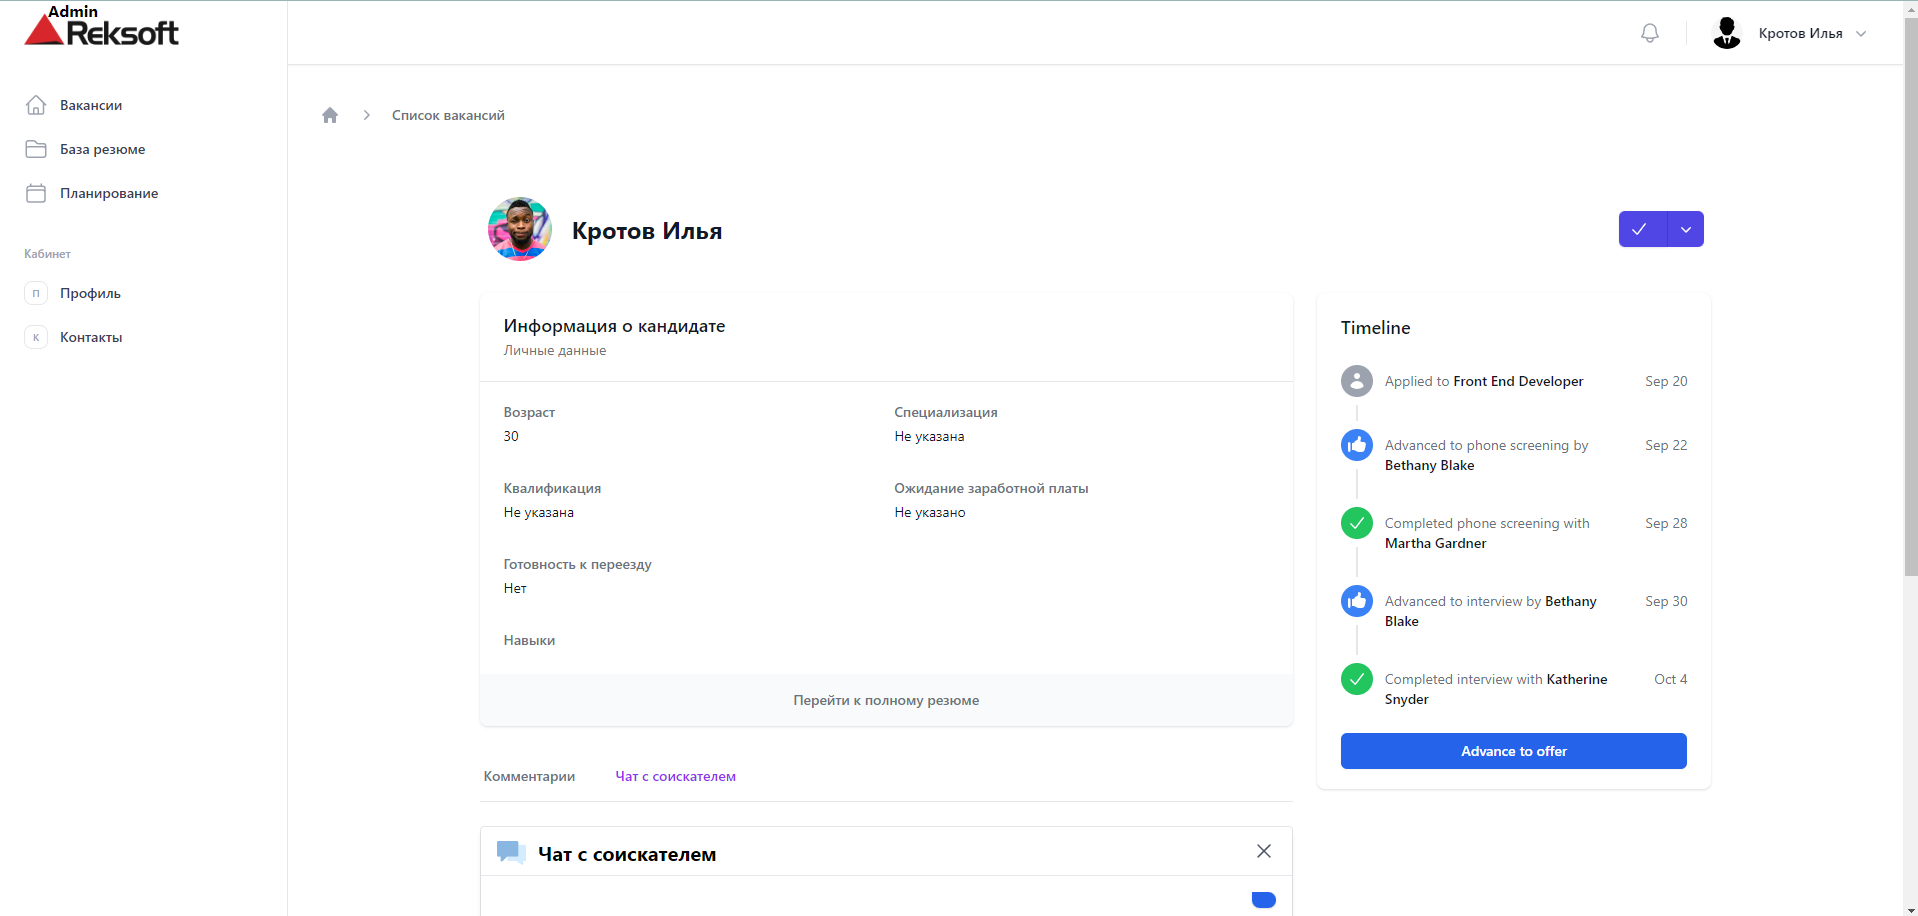 Admin
Reksoft
Вакансии
База резюме
Планирование
Кабинет
П Профиль
К Контакты
Кротов Илья
Список вакансий
Кротов Илья
Информация о кандидате
Личные данные
Возраст
30
Специализация
Не указана
Квалификация
Не указана
Ожидание заработной платы
Не указано
Готовность к переезду
Нет
Навыки
Перейти к полному резюме
Комментарии
Чат с соискателем
Чат с соискателем
Timeline
Applied to Front End Developer Sep 20
Advanced to phone screening by Sep 22
Bethany Blake
Completed phone screening with Sep 28
Martha Gardner
Advanced to interview by Bethany Sep 30
Blake
Completed interview with Katherine Oct 4
Snyder
Advance to offer